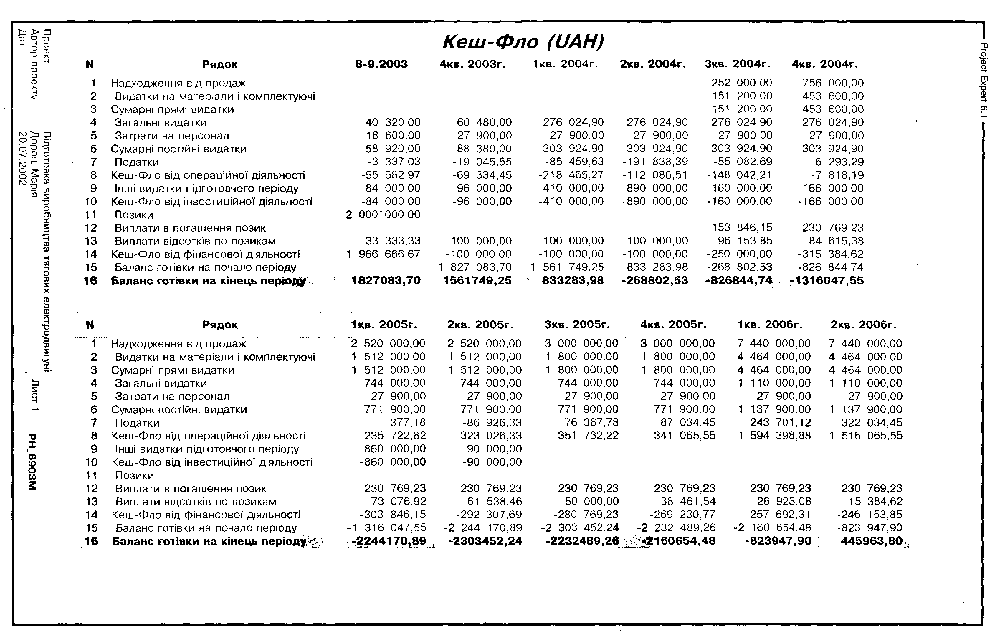 Кеш-Фло (UAH)
N Рядок 8-9.2003 4кв. 2003г. 1кв. 2004г. 2кв. 2004г. 3кв. 2004г. 4кв. 2004г.
1 Надходження від продаж 252 000,00 756 000,00
2 Видатки на матеріали і комплектуючі 151 200,00 453 600,00
3 Сумарні прямі видатки 151 200,00 453 600,00
4 Загальні видатки 40 320,00 60 480,00 276 024,90 276 024,90 276 024,90 276 024,90
5 Затрати на персонал 18 600,00 27 900,00 27 900,00 27 900,00 27 900,00 27 900,00
6 Сумарні постійні видатки 58 920,00 88 380,00 303 924,90 303 924,90 303 924,90 303 924,90
7 Податки -3 337,03 -19 045,55 -85 459,63 -191 838,39 -55 082,69 6 293,29
8 Кеш-Фло від операційної діяльності -55 582,97 -69 334,45 -218 465,27 -112 086,51 -148 042,21 -7 818,19
9 Інші видатки підготовчого періоду 84 000,00 96 000,00 410 000,00 890 000,00 160 000,00 166 000,00
10 Кеш-Фло від інвестиційної діяльності -84 000,00 -96 000,00 -410 000,00 -890 000,00 -160 000,00 -166 000,00
11 Позики 2 000 000,00
12 Виплати в погашення позик 153 846,15 230 769,23
13 Виплати відсотків по позикам 33 333,33 100 000,00 100 000,00 100 000,00 96 153,85 84 615,38
14 Кеш-Фло від фінансової діяльності 1 966 666,67 -100 000,00 -100 000,00 -100 000,00 -250 000,00 -315 384,62
15 Баланс готівки на почало періоду 1 827 083,70 1 561 749,25 833 283,98 -268 802,53 -826 844,74
16 Баланс готівки на кінець періоду 1827083,70 1561749,25 833283,98 -268802,53 -826844,74 -1316047,55
N Рядок 1кв. 2005г. 2кв. 2005г. 3кв. 2005г. 4кв. 2005г. 1кв. 2006г. 2кв. 2006г.
1 Надходження від продаж 2 520 000,00 2 520 000,00 3 000 000,00 3 000 000,00 7 440 000,00 7 440 000,00
2 Видатки на матеріали і комплектуючі 1 512 000,00 1 512 000,00 1 800 000,00 1 800 000,00 4 464 000,00 4 464 000,00
3 Сумарні прямі видатки 1 512 000,00 1 512 000,00 1 800 000,00 1 800 000,00 4 464 000,00 4 464 000,00
4 Загальні видатки 744 000,00 744 000,00 744 000,00 744 000,00 1 110 000,00 1 110 000,00
5 Затрати на персонал 27 900,00 27 900,00 27 900,00 27 900,00 27 900,00 27 900,00
6 Сумарні постійні видатки 771 900,00 771 900,00 771 900,00 771 900,00 1 137 900,00 1 137 900,00
7 Податки 377,18 -86 926,33 76 367,78 87 034,45 243 701,12 322 034,45
8 Кеш-Фло від операційної діяльності 235 722,82 323 026,33 351 732,22 341 065,55 1 594 398,88 1 516 065,55
9 Інші видатки підготовчого періоду 860 000,00 90 000,00
10 Кеш-Фло від інвестиційної діяльності -860 000,00 -90 000,00
11 Позики
12 Виплати в погашення позик 230 769,23 230 769,23 230 769,23 230 769,23 230 769,23 230 769,23
13 Виплати відсотків по позикам 73 076,92 61 538,46 50 000,00 38 461,54 26 923,08 15 384,62
14 Кеш-Фло від фінансової діяльності -303 846,15 -292 307,69 -280 769,23 -269 230,77 -257 692,31 -246 153,85
15 Баланс готівки на почало періоду -1 316 047,55 -2 244 170,89 -2 303 452,24 -2 232 489,26 -2 160 654,48 -823 947,90
16 Баланс готівки на кінець періоду -2244170,89 -2303452,24 -2232489,26 -2160654,48 -823947,90 445963,80
Проект Підготовка виробництва тягових електродвигуні
Автор проекту Дорош Марія
Дата 20.07.2002
Лист 1
PH_8903M
Project Expert 6.1